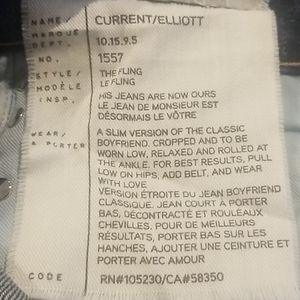 NAME/ CURRENT/ELLIOTT
MARQUE
DEPT. 10.15.9.5
NO. 1557
STYLE/ THE FLING
MODÈLE LE FLING
INSP. HIS JEANS ARE NOW OURS
LE JEAN DE MONSIEUR EST
DÉSORMAIS LE VÔTRE
WEAR/ A SLIM VERSION OF THE CLASSIC
À PORTER BOYFRIEND, CROPPED AND TO BE
WORN LOW, RELAXED AND ROLLED AT
THE ANKLE. FOR BEST RESULTS, PULL
LOW ON HIPS, ADD BELT, AND WEAR
WITH LOVE
VERSION ÉTROITE DU JEAN BOYFRIEND
CLASSIQUE, JEAN COURT À PORTER
BAS, DÉCONTRACTÉ ET ROULÉAUX
CHEVILLES. POUR DE MEILLEURS
RÉSULTATS, PORTER BAS SUR LES
HANCHES, AJOUTER UNE CEINTURE ET
PORTER AVEC AMOUR
CODE RN#105230/CA#58350